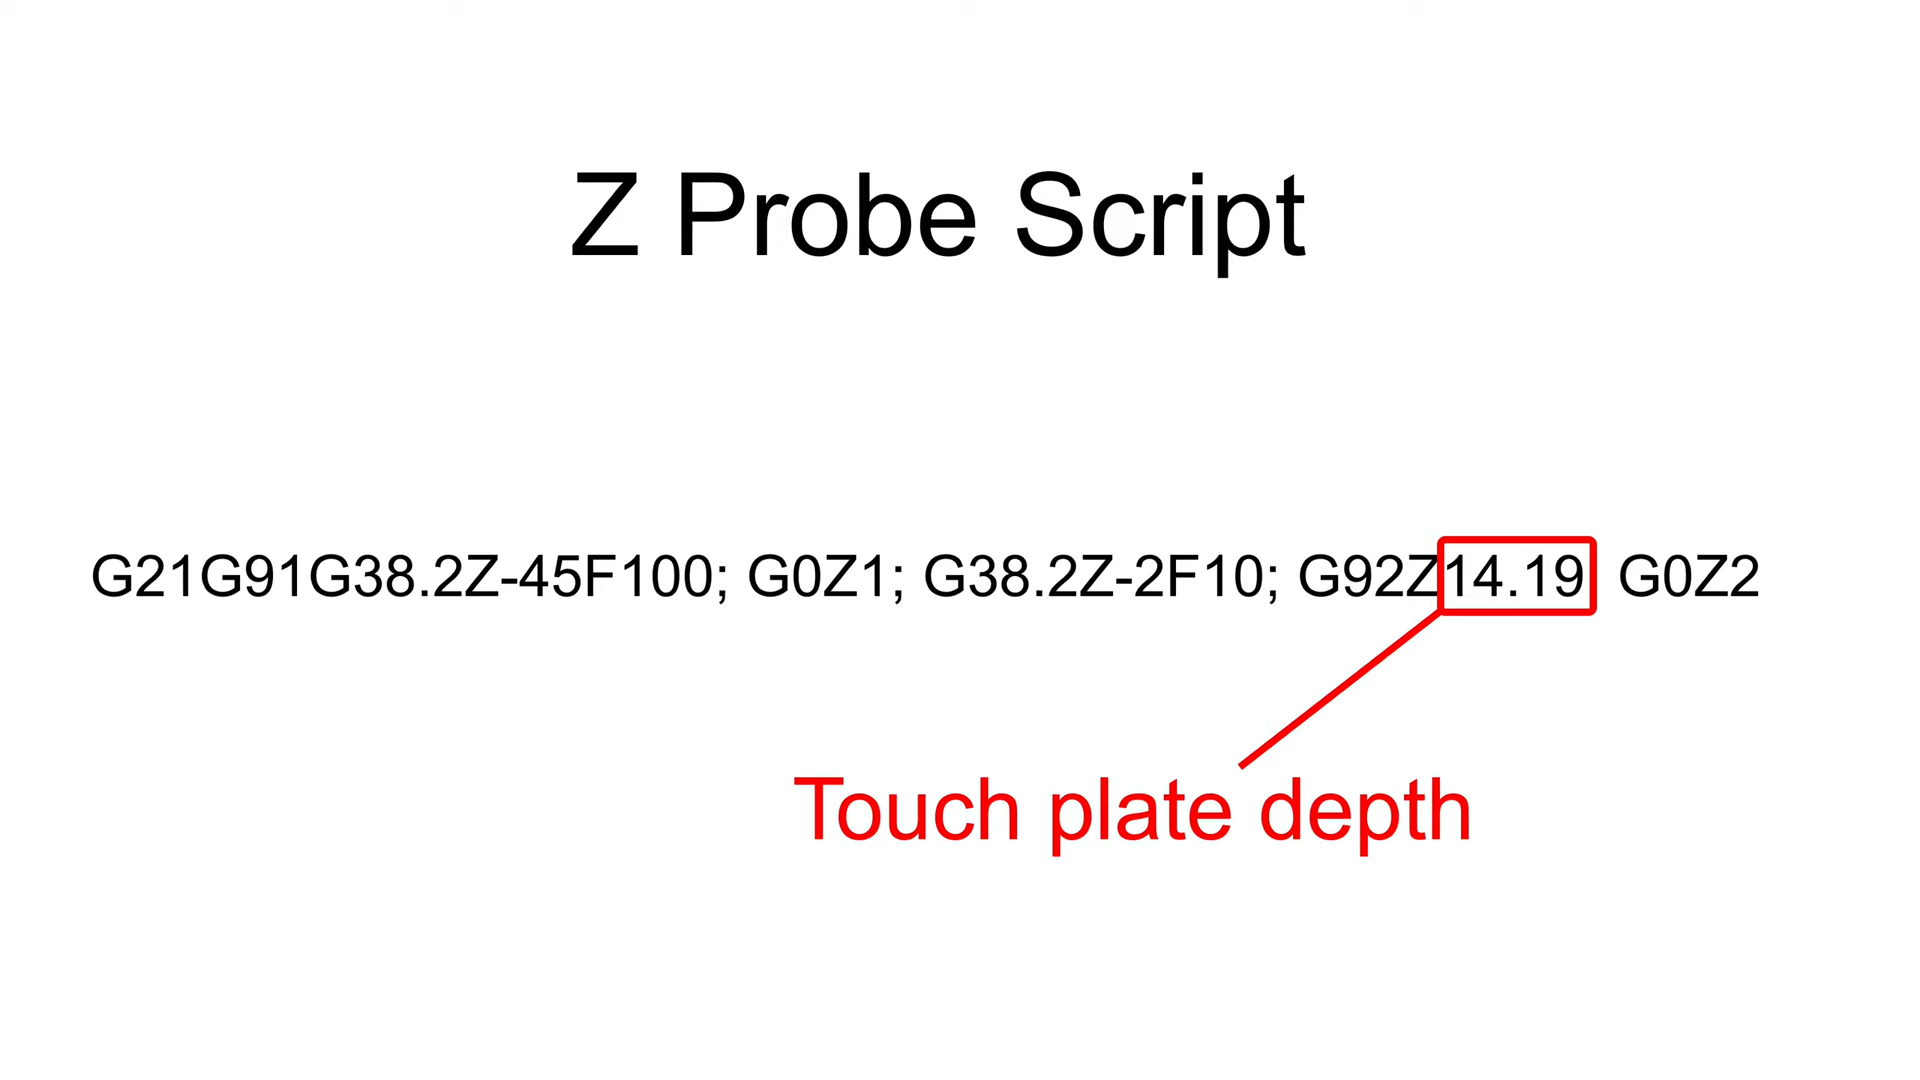 Z Probe Script
G21G91G38.2Z-45F100; G0Z1; G38.2Z-2F10; G92Z14.19 G0Z2
Touch plate depth